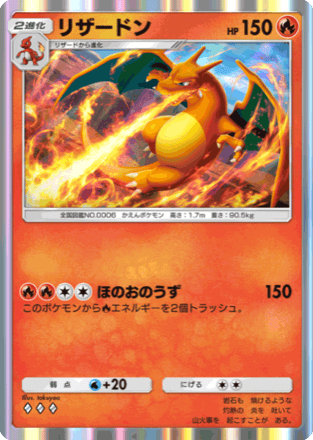 2進化 リザードン HP 150
リザードから進化
全国図鑑NO.0006 かえんポケモン 高さ:1.7m 重さ:90.5kg
ほのおのうず 150
このポケモンから エネルギーを2個トラッシュ。
弱点 +20 にげる
Illus. takuyoa
岩石も 焼けるような
灼熱の 炎を 吐いて
山火事を 起こすことが ある。